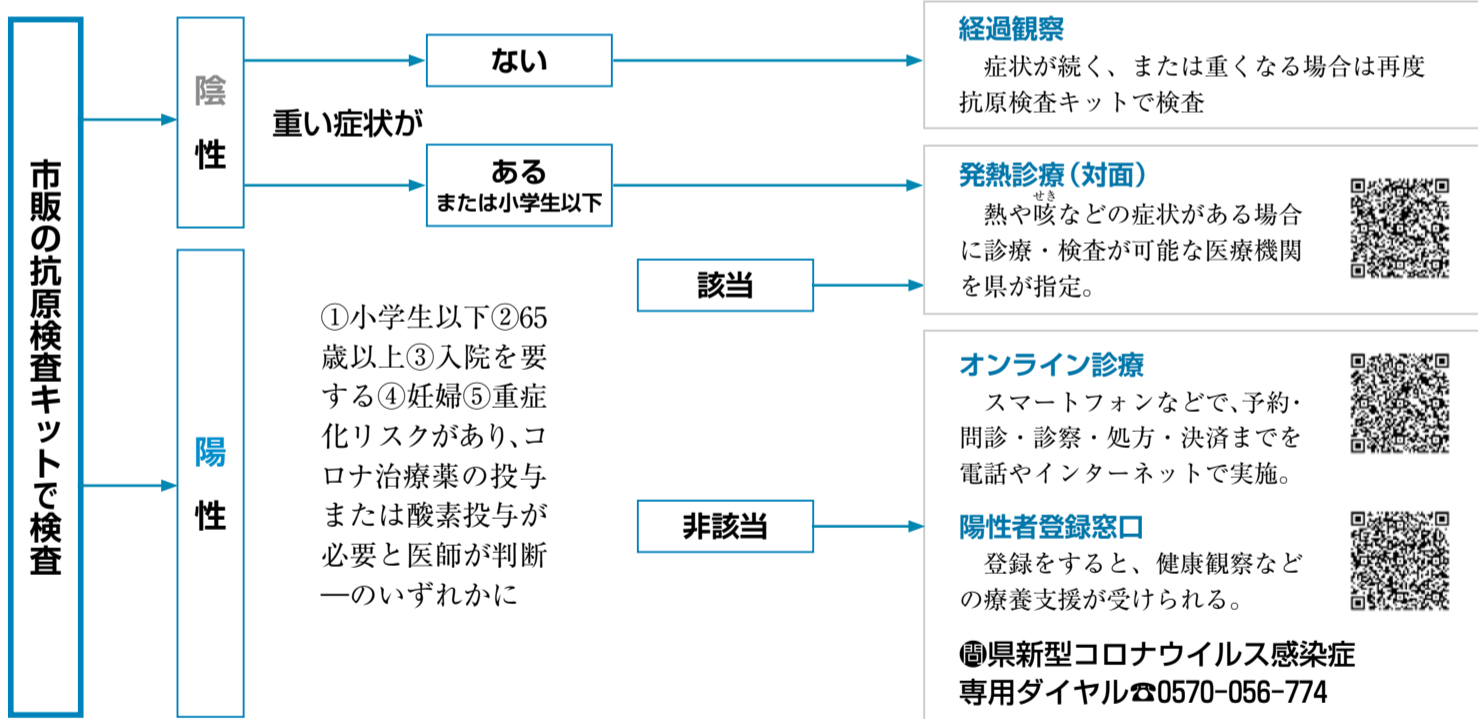 市販の抗原検査キットで検査
陰性
重い症状が
ない
ある
または小学生以下
経過観察
症状が続く、または重くなる場合は再度
抗原検査キットで検査
発熱診療（対面）
せき
熱や咳などの症状がある場合
に診療・検査が可能な医療機関
を県が指定。
陽性
①小学生以下②65
歳以上③入院を要
する④妊婦⑤重症
化リスクがあり、コ
ロナ治療薬の投与
または酸素投与が
必要と医師が判断
―のいずれかに
該当
非該当
オンライン診療
スマートフォンなどで、予約・
問診・診察・処方・決済までを
電話やインターネットで実施。
陽性者登録窓口
登録をすると、健康観察など
の療養支援が受けられる。
問県新型コロナウイルス感染症
専用ダイヤル☎0570-056-774